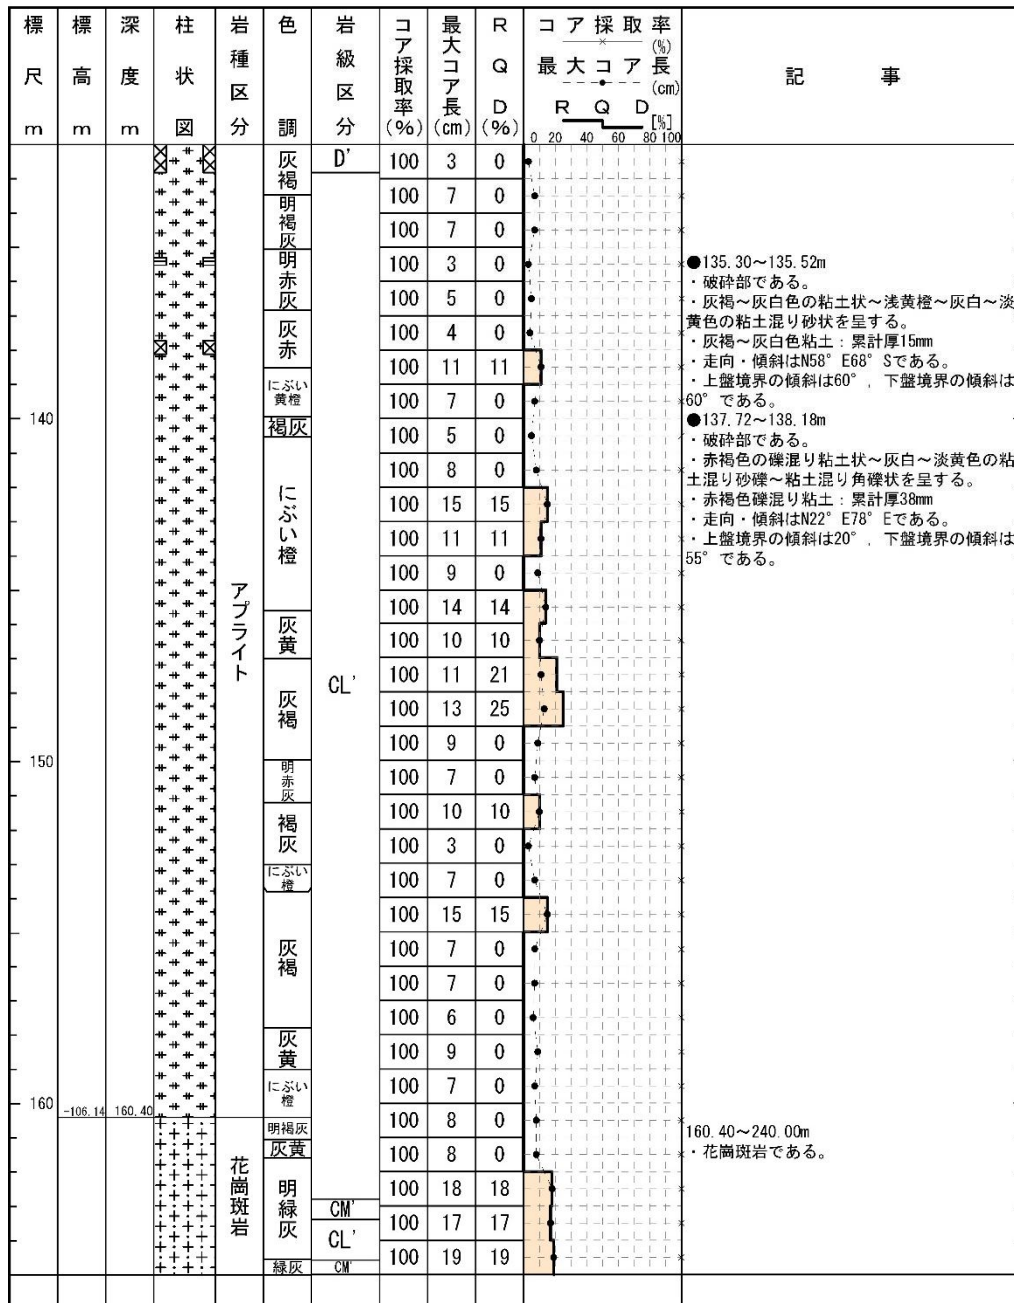 標尺m
標高m
深度m
柱状図
岩種区分
色調
岩級区分
コア採取率(%)
最大コア長(cm)
RQD(%)
コア採取率
(%)
最大コア長
(cm)
R Q D
[%]
0 20 40 60 80 100
記事
灰褐
D'
100 3 0
100 7 0
明褐灰
100 7 0
明赤灰
100 3 0
100 5 0
灰赤
100 4 0
100 11 11
にぶい黄橙
100 7 0
140
褐灰
100 5 0
100 8 0
にぶい橙
100 15 15
100 11 11
100 9 0
アプライト
100 14 14
灰黄
100 10 10
CL'
100 11 21
灰褐
100 13 25
100 9 0
150
明赤灰
100 7 0
100 10 10
褐灰
100 3 0
にぶい橙
100 7 0
100 15 15
灰褐
100 7 0
100 7 0
100 6 0
灰黄
100 9 0
にぶい橙
100 7 0
160
-106.14 160.40
明褐灰
100 8 0
灰黄
100 8 0
花崗斑岩
明緑灰
100 18 18
CM'
100 17 17
CL'
100 19 19
緑灰
CM'
●135.30～135.52m
・破砕部である。
・灰褐～灰白色の粘土状～浅黄橙～灰白～淡
黄色の粘土混り砂状を呈する。
・灰褐～灰白色粘土：累計厚15mm
・走向・傾斜はN58°E68°Sである。
・上盤境界の傾斜は60°，下盤境界の傾斜は
60°である。
●137.72～138.18m
・破砕部である。
・赤褐色の礫混り粘土状～灰白～淡黄色の粘
土混り砂礫～粘土混り角礫状を呈する。
・赤褐色礫混り粘土：累計厚38mm
・走向・傾斜はN22°E78°Eである。
・上盤境界の傾斜は20°，下盤境界の傾斜は
55°である。
160.40～240.00m
・花崗斑岩である。